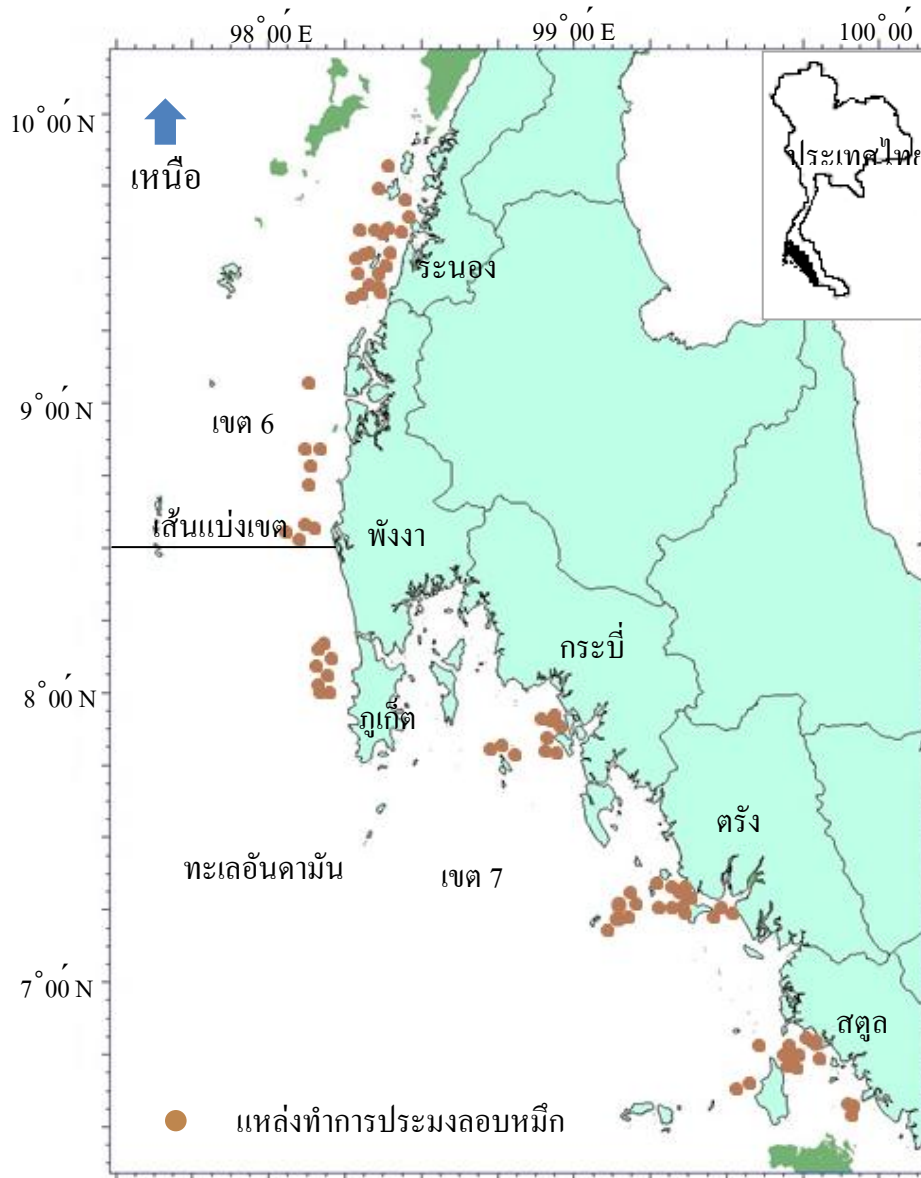 98°00′ E
99°00′ E
100°00′ E
10°00′ N
เหนือ
ประเทศไทย
ระนอง
9°00′ N
เขต 6
เส้นแบ่งเขต
พังงา
กระบี่
8°00′ N
ภูเก็ต
ตรัง
ทะเลอันดามัน
เขต 7
7°00′ N
สตูล
แหล่งทำการประมงลอบหมึก